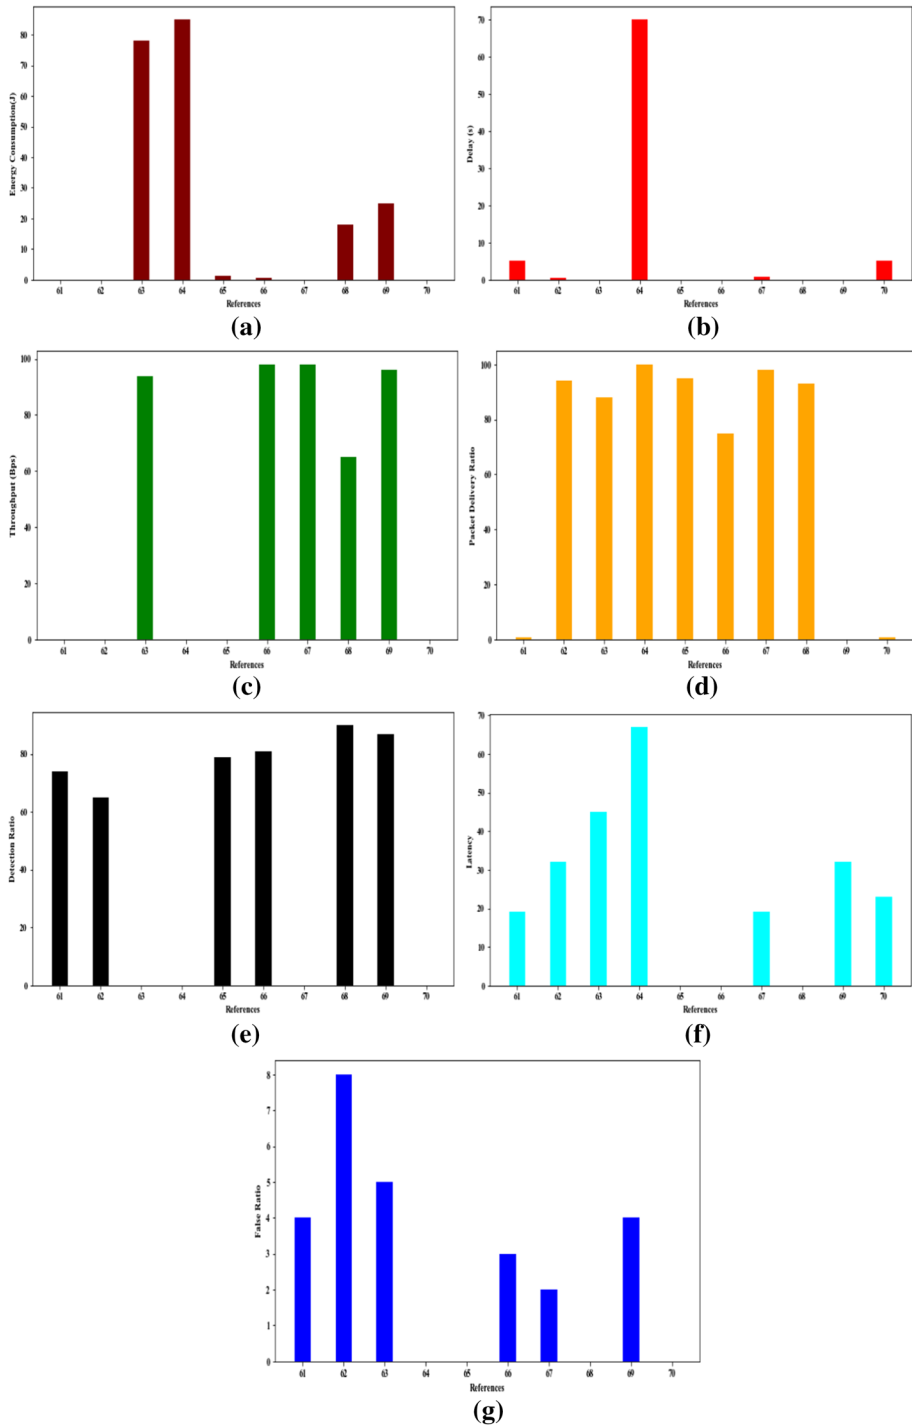 80
70
60
50
40
30
20
10
0
Energy Consumption(J)
61 62 63 64 65 66 67 68 69 70
References
(a)
70
60
50
40
30
20
10
0
Delay (s)
61 62 63 64 65 66 67 68 69 70
References
(b)
100
80
60
40
20
0
Throughput (Bps)
61 62 63 64 65 66 67 68 69 70
References
(c)
100
80
60
40
20
0
Packet Delivery Ratio
61 62 63 64 65 66 67 68 69 70
References
(d)
80
60
40
20
0
Detection Ratio
61 62 63 64 65 66 67 68 69 70
References
(e)
70
60
50
40
30
20
10
0
Latency
61 62 63 64 65 66 67 68 69 70
References
(f)
8
7
6
5
4
3
2
1
0
False Ratio
61 62 63 64 65 66 67 68 69 70
References
(g)